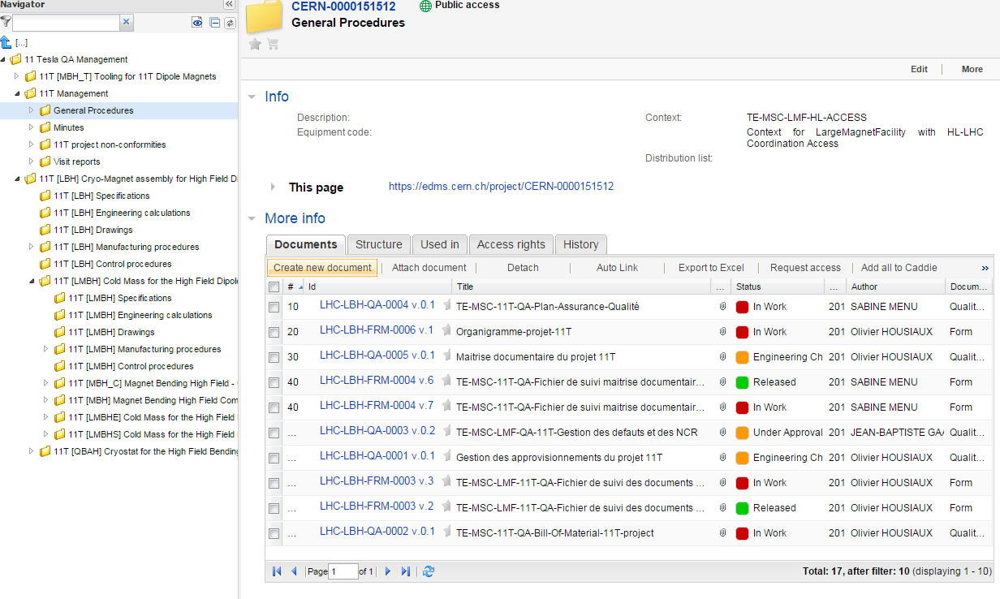 Navigator
[...]
11 Tesla QA Management
11T [MBH_T] Tooling for 11T Dipole Magnets
11T Management
General Procedures
Minutes
11T project non-conformities
Visit reports
11T [LBH] Cryo-Magnet assembly for High Field Di
11T [LBH] Specifications
11T [LBH] Engineering calculations
11T [LBH] Drawings
11T [LBH] Manufacturing procedures
11T [LBH] Control procedures
11T [LMBH] Cold Mass for the High Field Dipole
11T [LMBH] Specifications
11T [LMBH] Engineering calculations
11T [LMBH] Drawings
11T [LMBH] Manufacturing procedures
11T [LMBH] Control procedures
11T [MBH_C] Magnet Bending High Field -
11T [MBH] Magnet Bending High Field Com
11T [LMBHE] Cold Mass for the High Field
11T [LMBHS] Cold Mass for the High Field
11T [QBAH] Cryostat for the High Field Bending
CERN-0000151512
Public access
General Procedures
Edit More
Info
Description:
Equipment code:
Context: TE-MSC-LMF-HL-ACCESS
Context for LargeMagnetFacility with HL-LHC
Coordination Access
Distribution list:
This page https://edms.cern.ch/project/CERN-0000151512
More info
Documents Structure Used in Access rights History
Create new document Attach document Detach Auto Link Export to Excel Request access Add all to Caddie »
# Id Title ... Status ... Author Docum...
10 LHC-LBH-QA-0004 v.0.1 TE-MSC-11T-QA-Plan-Assurance-Qualité In Work 201 SABINE MENU Qualit...
20 LHC-LBH-FRM-0006 v.1 Organigramme-projet-11T In Work 201 Olivier HOUSIAUX Form
30 LHC-LBH-QA-0005 v.0.1 Maitrise documentaire du projet 11T Engineering Ch 201 Olivier HOUSIAUX Qualit...
40 LHC-LBH-FRM-0004 v.6 TE-MSC-11T-QA-Fichier de suivi maitrise documentair... Released 201 SABINE MENU Form
40 LHC-LBH-FRM-0004 v.7 TE-MSC-11T-QA-Fichier de suivi maitrise documentair... In Work 201 SABINE MENU Form
... LHC-LBH-QA-0003 v.0.2 TE-MSC-LMF-QA-11T-Gestion des defauts et des NCR Under Approval 201 JEAN-BAPTISTE GA Qualit...
... LHC-LBH-QA-0001 v.0.1 Gestion des approvisionnements du projet 11T Engineering Ch 201 Olivier HOUSIAUX Qualit...
... LHC-LBH-FRM-0003 v.3 TE-MSC-LMF-11T-QA-Fichier de suivi des documents ... In Work 201 Olivier HOUSIAUX Form
... LHC-LBH-FRM-0003 v.2 TE-MSC-LMF-11T-QA-Fichier de suivi des documents ... Released 201 Olivier HOUSIAUX Form
... LHC-LBH-QA-0002 v.0.1 TE-MSC-11T-QA-Bill-Of-Material-11T-project In Work 201 Olivier HOUSIAUX Qualit...
Page 1 of 1
Total: 17, after filter: 10 (displaying 1 - 10)